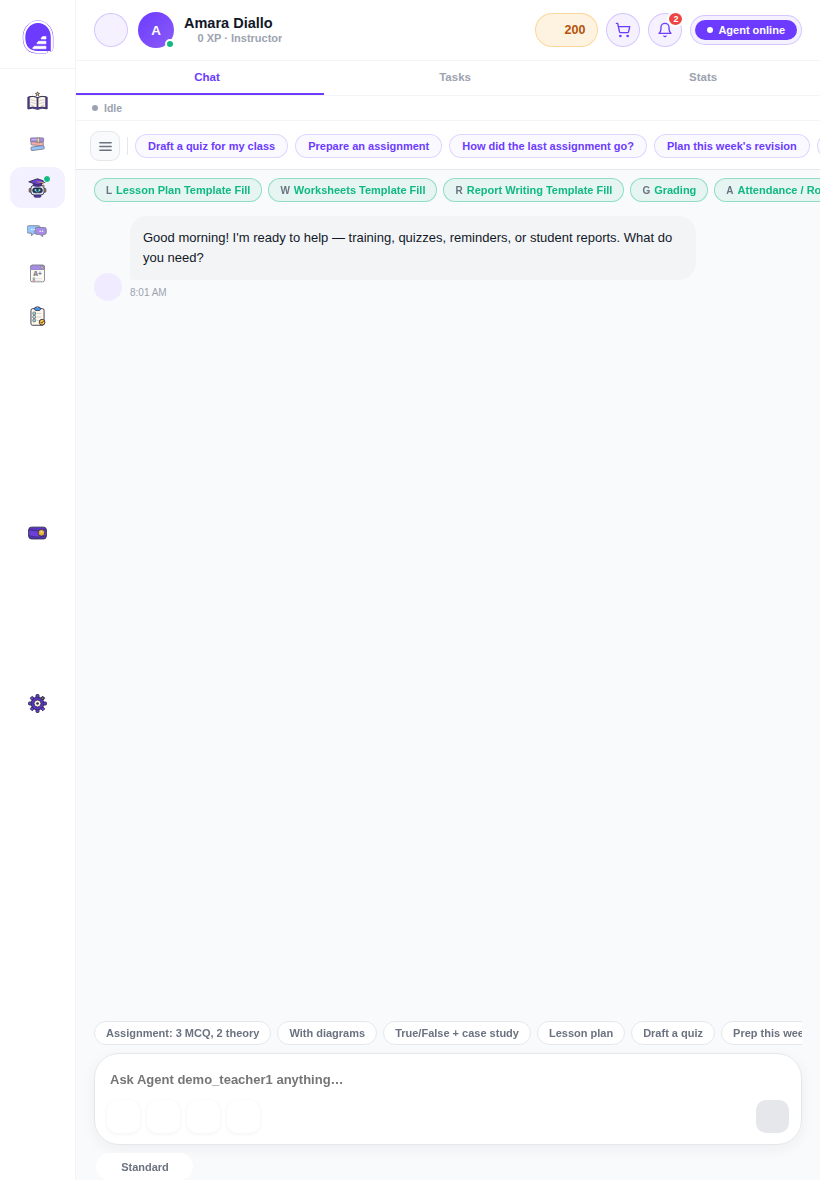 A
Amara Diallo
0 XP · Instructor
200
2
Agent online
Chat
Tasks
Stats
Idle
Draft a quiz for my class
Prepare an assignment
How did the last assignment go?
Plan this week's revision
L Lesson Plan Template Fill
W Worksheets Template Fill
R Report Writing Template Fill
G Grading
A Attendance / Ro
Good morning! I'm ready to help — training, quizzes, reminders, or student reports. What do
you need?
8:01 AM
Assignment: 3 MCQ, 2 theory
With diagrams
True/False + case study
Lesson plan
Draft a quiz
Prep this wee
Ask Agent demo_teacher1 anything…
Standard